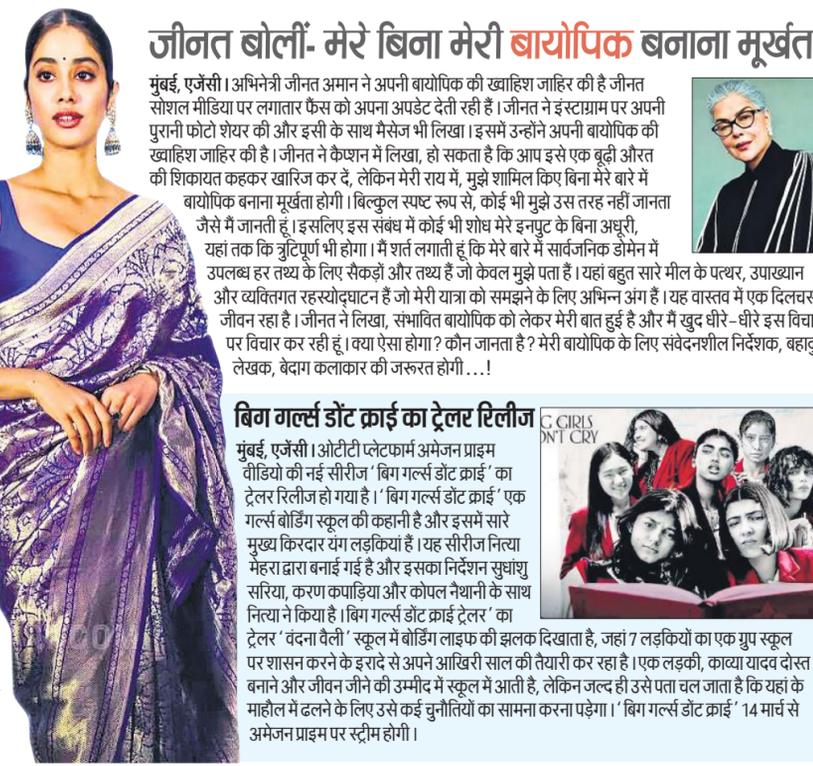 जीनत बोलीं- मेरे बिना मेरी बायोपिक बनाना मूर्खत
मुंबई, एजेंसी। अभिनेत्री जीनत अमान ने अपनी बायोपिक की ख्वाहिश जाहिर की है जीनत
सोशल मीडिया पर लगातार फैंस को अपना अपडेट देती रही हैं। जीनत ने इंस्टाग्राम पर अपनी
पुरानी फोटो शेयर की और इसी के साथ मैसेज भी लिखा। इसमें उन्होंने अपनी बायोपिक की
ख्वाहिश जाहिर की है। जीनत ने कैप्शन में लिखा, हो सकता है कि आप इसे एक बूढ़ी औरत
की शिकायत कहकर खारिज कर दें, लेकिन मेरी राय में, मुझे शामिल किए बिना मेरे बारे में
बायोपिक बनाना मूर्खता होगी। बिल्कुल स्पष्ट रूप से, कोई भी मुझे उस तरह नहीं जानता
जैसे मैं जानती हूं। इसलिए इस संबंध में कोई भी शोध मेरे इनपुट के बिना अधूरी,
यहां तक कि त्रुटिपूर्ण भी होगा। मैं शर्त लगाती हूं कि मेरे बारे में सार्वजनिक डोमेन में
उपलब्ध हर तथ्य के लिए सैकड़ों और तथ्य हैं जो केवल मुझे पता हैं। यहां बहुत सारे मील के पत्थर, उपाख्यान
और व्यक्तिगत रहस्योद्घाटन हैं जो मेरी यात्रा को समझने के लिए अभिन्न अंग हैं। यह वास्तव में एक दिलचस
जीवन रहा है। जीनत ने लिखा, संभावित बायोपिक को लेकर मेरी बात हुई है और मैं खुद धीरे-धीरे इस विचा
पर विचार कर रही हूं। क्या ऐसा होगा? कौन जानता है? मेरी बायोपिक के लिए संवेदनशील निर्देशक, बहादु
लेखक, बेदाग कलाकार की जरूरत होगी...!
बिग गर्ल्स डोंट क्राई का ट्रेलर रिलीज
G GIRLS
ON'T CRY
मुंबई, एजेंसी। ओटीटी प्लेटफार्म अमेजन प्राइम
वीडियो की नई सीरीज ' बिग गर्ल्स डोंट क्राई ' का
ट्रेलर रिलीज हो गया है। ' बिग गर्ल्स डोंट क्राई ' एक
गर्ल्स बोर्डिंग स्कूल की कहानी है और इसमें सारे
मुख्य किरदार यंग लड़कियां हैं। यह सीरीज नित्या
मेहरा द्वारा बनाई गई है और इसका निर्देशन सुधांशु
सरिया, करण कपाड़िया और कोपल नैथानी के साथ
नित्या ने किया है। बिग गर्ल्स डोंट क्राई ट्रेलर ' का
ट्रेलर ' वंदना वैली ' स्कूल में बोर्डिंग लाइफ की झलक दिखाता है, जहां 7 लड़कियों का एक ग्रुप स्कूल
पर शासन करने के इरादे से अपने आखिरी साल की तैयारी कर रहा है। एक लड़की, काव्या यादव दोस्त
बनाने और जीवन जीने की उम्मीद में स्कूल में आती है, लेकिन जल्द ही उसे पता चल जाता है कि यहां के
माहौल में ढलने के लिए उसे कई चुनौतियों का सामना करना पड़ेगा। ' बिग गर्ल्स डोंट क्राई ' 14 मार्च से
अमेजन प्राइम पर स्ट्रीम होगी।